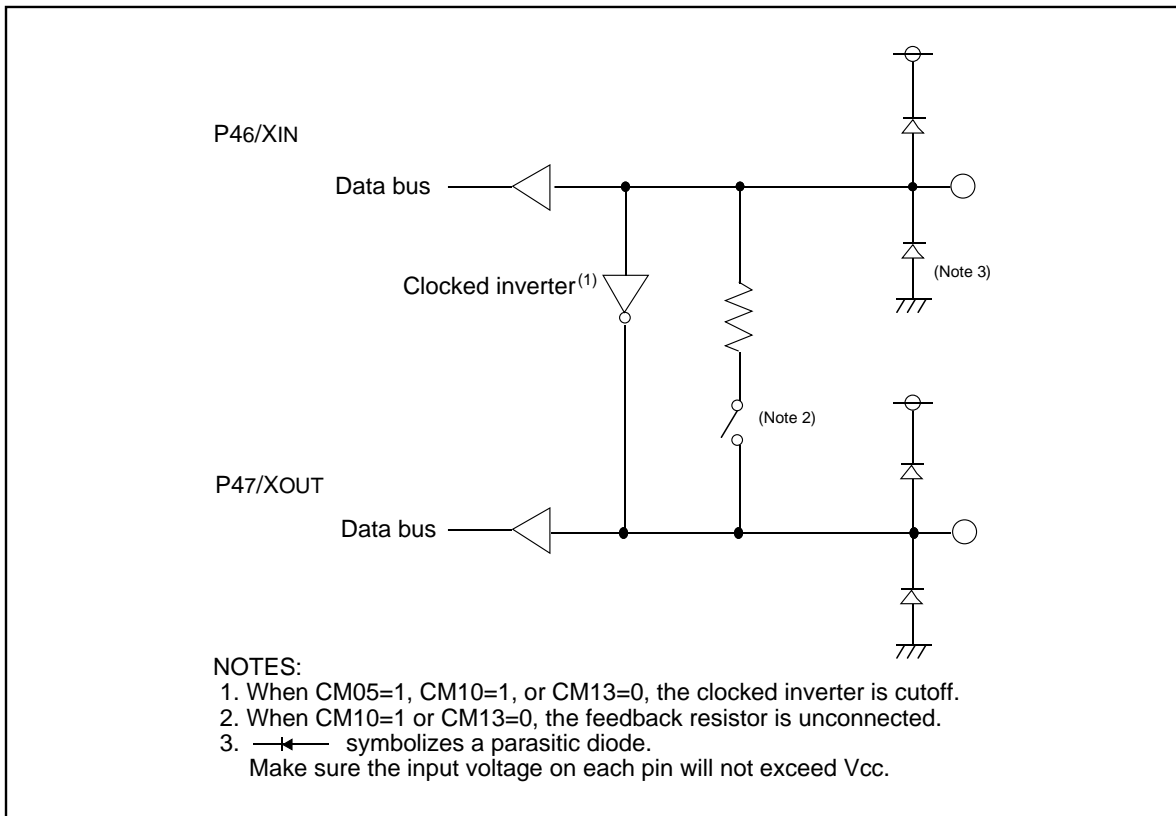 P46/XIN
Data bus
Clocked inverter(1)
(Note 3)
(Note 2)
P47/XOUT
Data bus
NOTES:
1. When CM05=1, CM10=1, or CM13=0, the clocked inverter is cutoff.
2. When CM10=1 or CM13=0, the feedback resistor is unconnected.
3. symbolizes a parasitic diode.
Make sure the input voltage on each pin will not exceed Vcc.